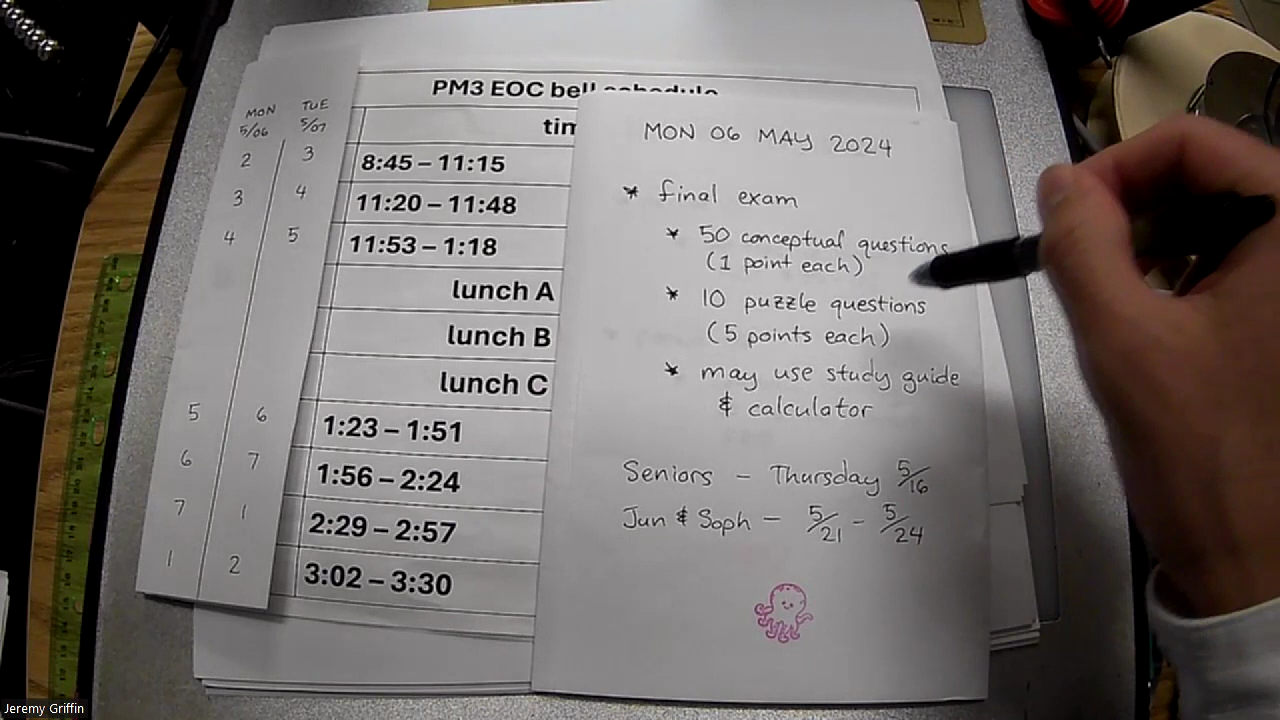 PM3 EOC bell schedule
MON TUE
5/06 5/07
tim
2 3 8:45 – 11:15
3 4 11:20 – 11:48
4 5 11:53 – 1:18
lunch A
lunch B
lunch C
5 6 1:23 – 1:51
6 7 1:56 – 2:24
7 1 2:29 – 2:57
1 2 3:02 – 3:30
MON 06 MAY 2024
* final exam
* 50 conceptual questions
(1 point each)
* 10 puzzle questions
(5 points each)
* may use study guide
& calculator
Seniors – Thursday 5/16
Jun & Soph – 5/21 – 5/24
Jeremy Griffin